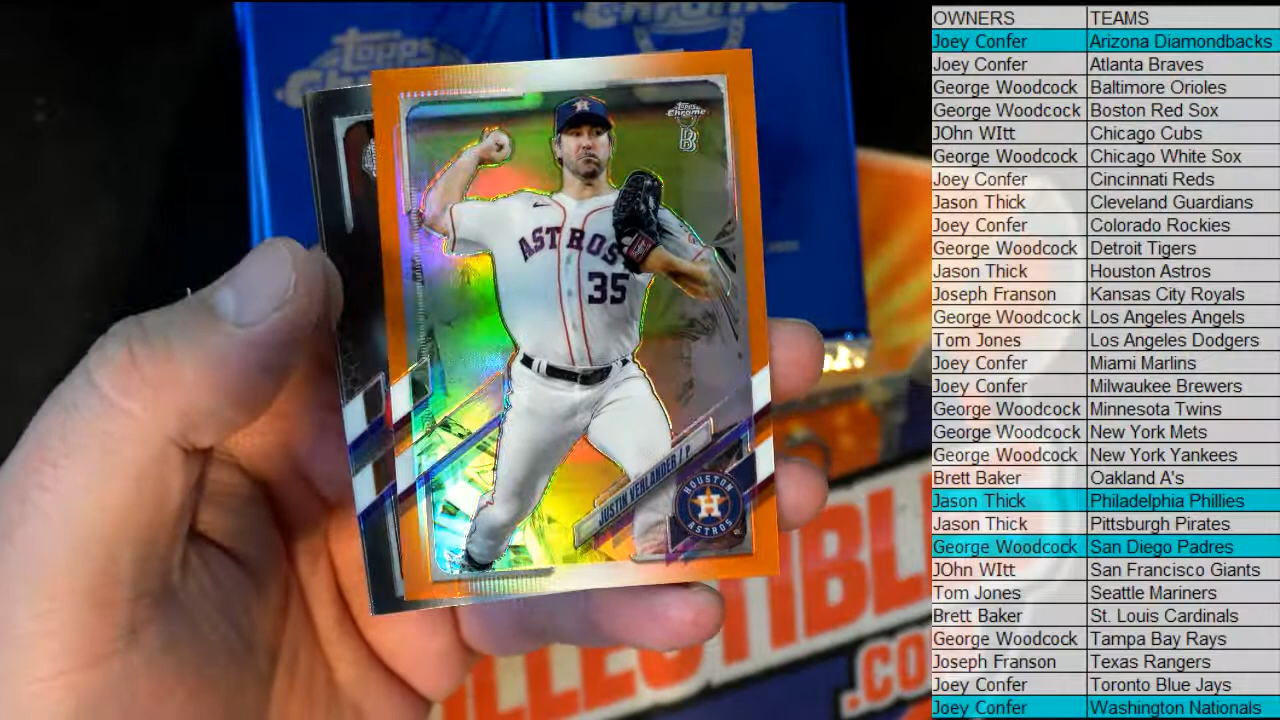 Topps
Chrome
Topps
Chrome
B
ASTROS
35
JUSTIN VERLANDER / P
HOUSTON
H
ASTROS
.CO
OWNERS TEAMS
Joey Confer Arizona Diamondbacks
Joey Confer Atlanta Braves
George Woodcock Baltimore Orioles
George Woodcock Boston Red Sox
JOhn WItt Chicago Cubs
George Woodcock Chicago White Sox
Joey Confer Cincinnati Reds
Jason Thick Cleveland Guardians
Joey Confer Colorado Rockies
George Woodcock Detroit Tigers
Jason Thick Houston Astros
Joseph Franson Kansas City Royals
George Woodcock Los Angeles Angels
Tom Jones Los Angeles Dodgers
Joey Confer Miami Marlins
Joey Confer Milwaukee Brewers
George Woodcock Minnesota Twins
George Woodcock New York Mets
George Woodcock New York Yankees
Brett Baker Oakland A's
Jason Thick Philadelphia Phillies
Jason Thick Pittsburgh Pirates
George Woodcock San Diego Padres
JOhn WItt San Francisco Giants
Tom Jones Seattle Mariners
Brett Baker St. Louis Cardinals
George Woodcock Tampa Bay Rays
Joseph Franson Texas Rangers
Joey Confer Toronto Blue Jays
Joey Confer Washington Nationals